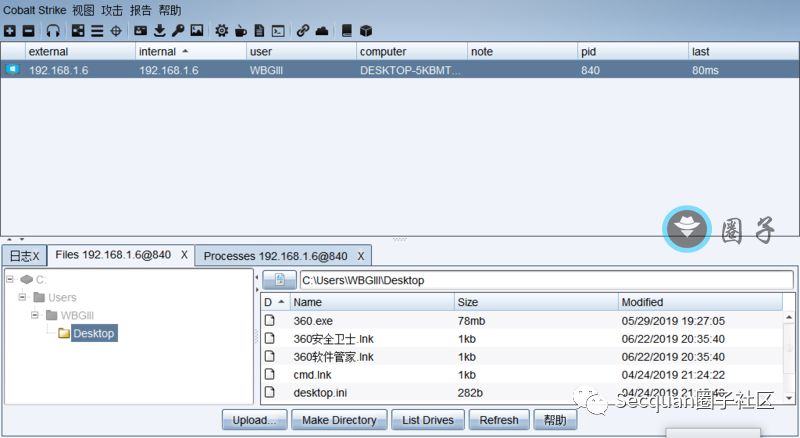 Cobalt Strike 视图 攻击 报告 帮助
external internal user computer note pid last
192.168.1.6 192.168.1.6 WBGlll DESKTOP-5KBMT... 840 80ms
圈子
日志X Files 192.168.1.6@840 X Processes 192.168.1.6@840 X
C:
C:\Users\WBGlll\Desktop
Users
WBGlll
Desktop
D Name Size Modified
360.exe 78mb 05/29/2019 19:27:05
360安全卫士.lnk 1kb 06/22/2019 20:35:40
360软件管家.lnk 1kb 06/22/2019 20:35:40
cmd.lnk 1kb 04/24/2019 21:24:22
desktop.ini 282b 04/24/2019
Secquan圈子社区
Upload... Make Directory List Drives Refresh 帮助